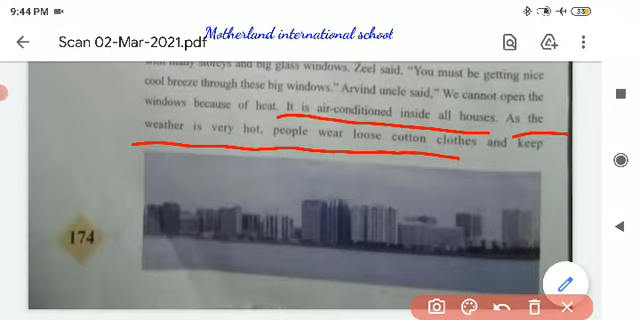 9:44 PM
33
Scan 02-Mar-2021.pdf
Motherland international school
with many storeys and big glass windows. Zeel said. "You must be getting nice
cool breeze through these big windows." Arvind uncle said," We cannot open the
windows because of heat. It is air-conditioned inside all houses. As the
weather is very hot, people wear loose cotton clothes and keep
174